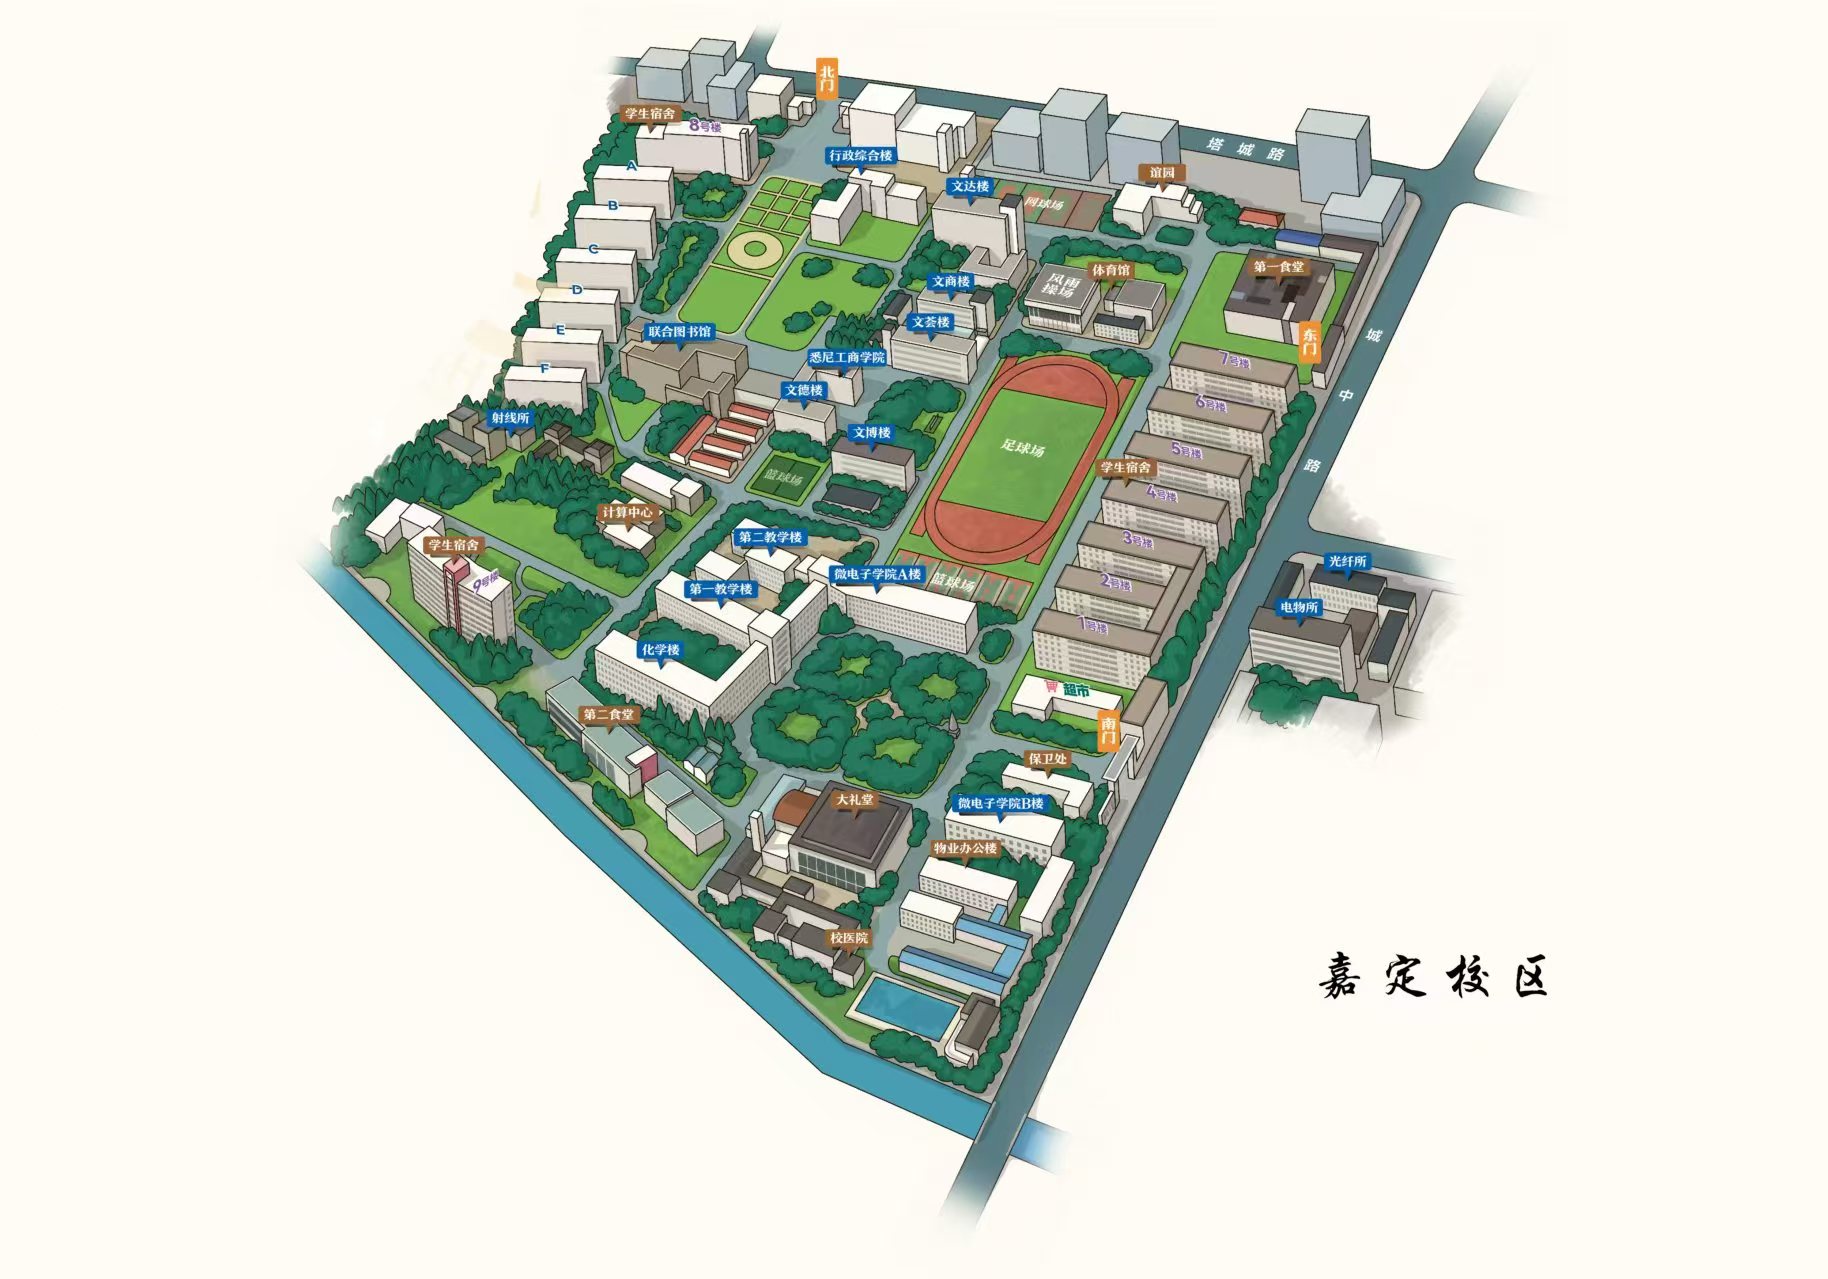 北门
学生宿舍
8号楼
行政综合楼
塔城路
A
文达楼
谊园
网球场
B
C
体育馆
第一食堂
风雨操场
文商楼
D
文荟楼
E
联合图书馆
东门
城中路
悉尼工商学院
7号楼
F
文德楼
6号楼
射线所
文博楼
足球场
5号楼
学生宿舍
篮球场
4号楼
计算中心
第二教学楼
3号楼
学生宿舍
9号楼
微电子学院A楼
篮球场
2号楼
光纤所
第一教学楼
电物所
1号楼
化学楼
超市
第二食堂
南门
保卫处
大礼堂
微电子学院B楼
物业办公楼
校医院
嘉定校区